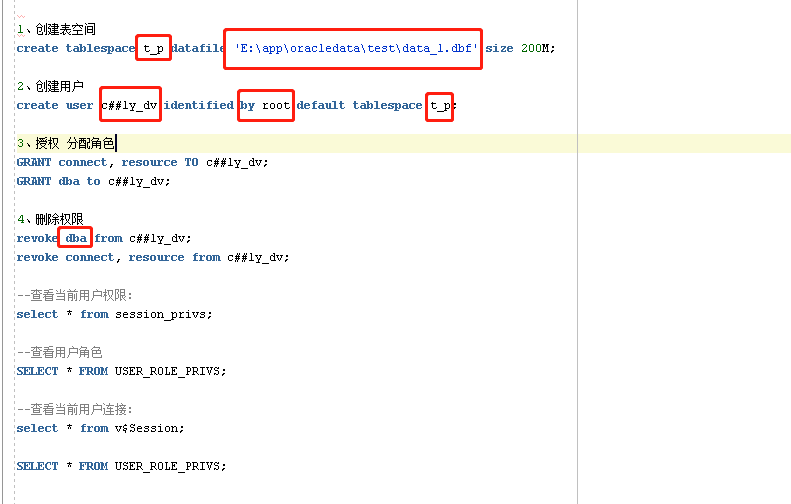 1、创建表空间
create tablespace t_p datafile 'E:\app\oracledata\test\data_1.dbf' size 200M;
2、创建用户
create user c##ly_dv identified by root default tablespace t_p;
3、授权 分配角色
GRANT connect, resource TO c##ly_dv;
GRANT dba to c##ly_dv;
4、删除权限
revoke dba from c##ly_dv;
revoke connect, resource from c##ly_dv;
--查看当前用户权限:
select * from session_privs;
--查看用户角色
SELECT * FROM USER_ROLE_PRIVS;
--查看当前用户连接:
select * from v$Session;
SELECT * FROM USER_ROLE_PRIVS;